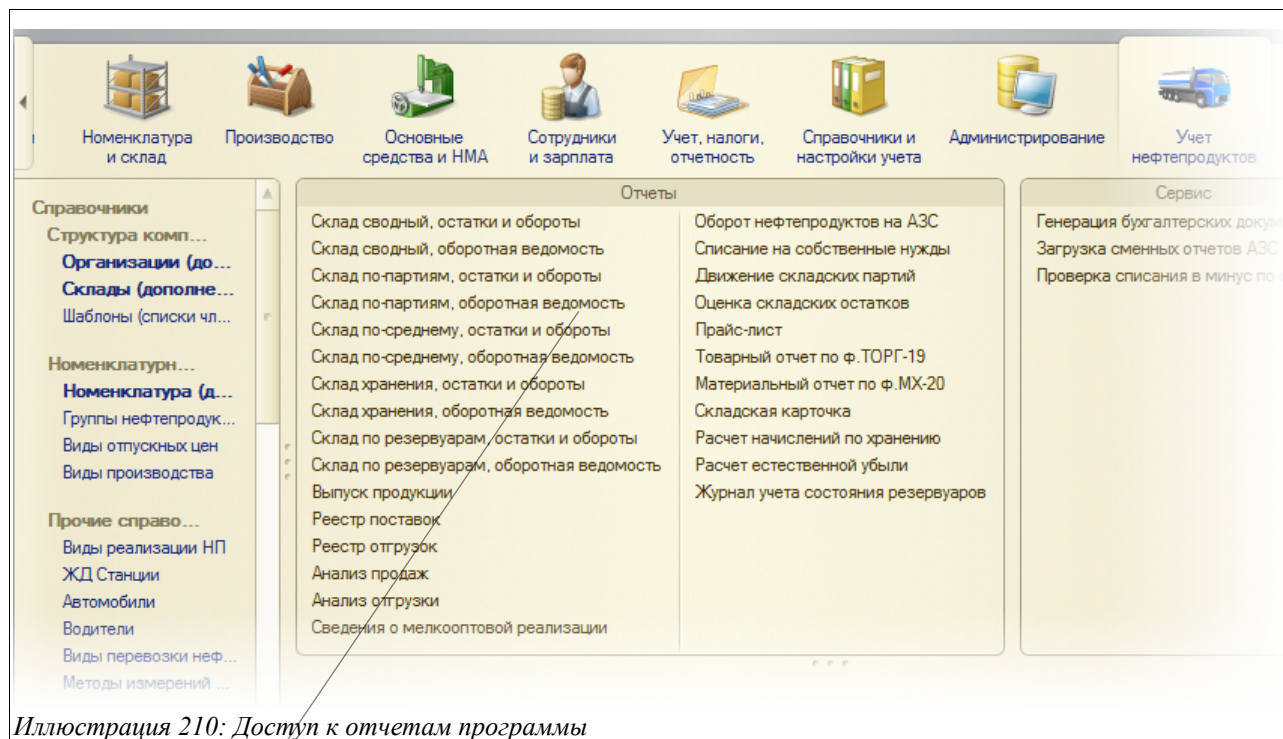 Номенклатура
и склад
Производство
Основные
средства и НМА
Сотрудники
и зарплата
Учет, налоги,
отчетность
Справочники и
настройки учета
Администрирование
Учет
нефтепродуктов
Справочники
Структура комп...
Организации (до...
Склады (дополне...
Шаблоны (списки чл...
Номенклатурн...
Номенклатура (д...
Группы нефтепродук...
Виды отпускных цен
Виды производства
Прочие справо...
Виды реализации НП
ЖД Станции
Автомобили
Водители
Виды перевозки неф...
Методы измерений ...
Отчеты
Склад сводный, остатки и обороты
Склад сводный, оборотная ведомость
Склад по-партиям, остатки и обороты
Склад по-партиям, оборотная ведомость
Склад по-среднему, остатки и обороты
Склад по-среднему, оборотная ведомость
Склад хранения, остатки и обороты
Склад хранения, оборотная ведомость
Склад по резервуарам, остатки и обороты
Склад по резервуарам, оборотная ведомость
Выпуск продукции
Реестр поставок
Реестр отгрузок
Анализ продаж
Анализ отгрузки
Сведения о мелкооптовой реализации
Оборот нефтепродуктов на АЗС
Списание на собственные нужды
Движение складских партий
Оценка складских остатков
Прайс-лист
Товарный отчет по ф.ТОРГ-19
Материальный отчет по ф.МХ-20
Складская карточка
Расчет начислений по хранению
Расчет естественной убыли
Журнал учета состояния резервуаров
Сервис
Генерация бухгалтерских докум
Загрузка сменных отчетов АЗС
Проверка списания в минус по
Иллюстрация 210: Доступ к отчетам программы